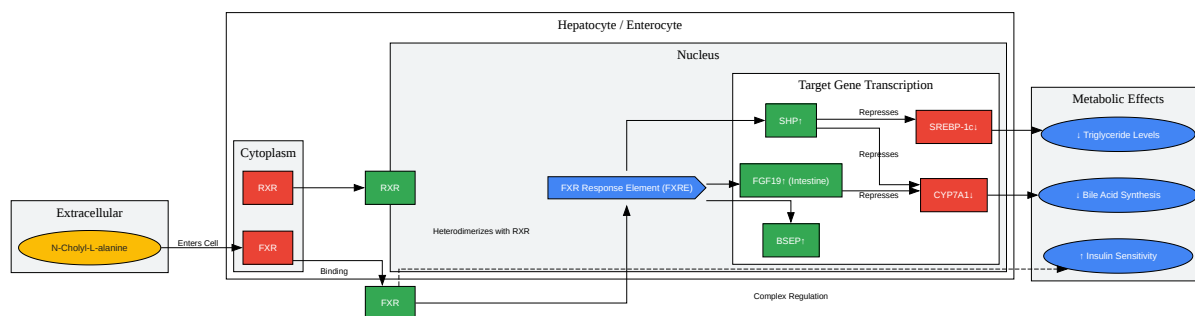 Hepatocyte / Enterocyte
Nucleus
Target Gene Transcription
Metabolic Effects
SHP↑
Represses
SREBP-1c↓
↓ Triglyceride Levels
Cytoplasm
Represses
RXR
RXR
FXR Response Element (FXRE)
FGF19↑ (Intestine)
Represses
CYP7A1↓
↓ Bile Acid Synthesis
Extracellular
N-Cholyl-L-alanine
Enters Cell
FXR
Heterodimerizes with RXR
BSEP↑
↑ Insulin Sensitivity
Binding
FXR
Complex Regulation